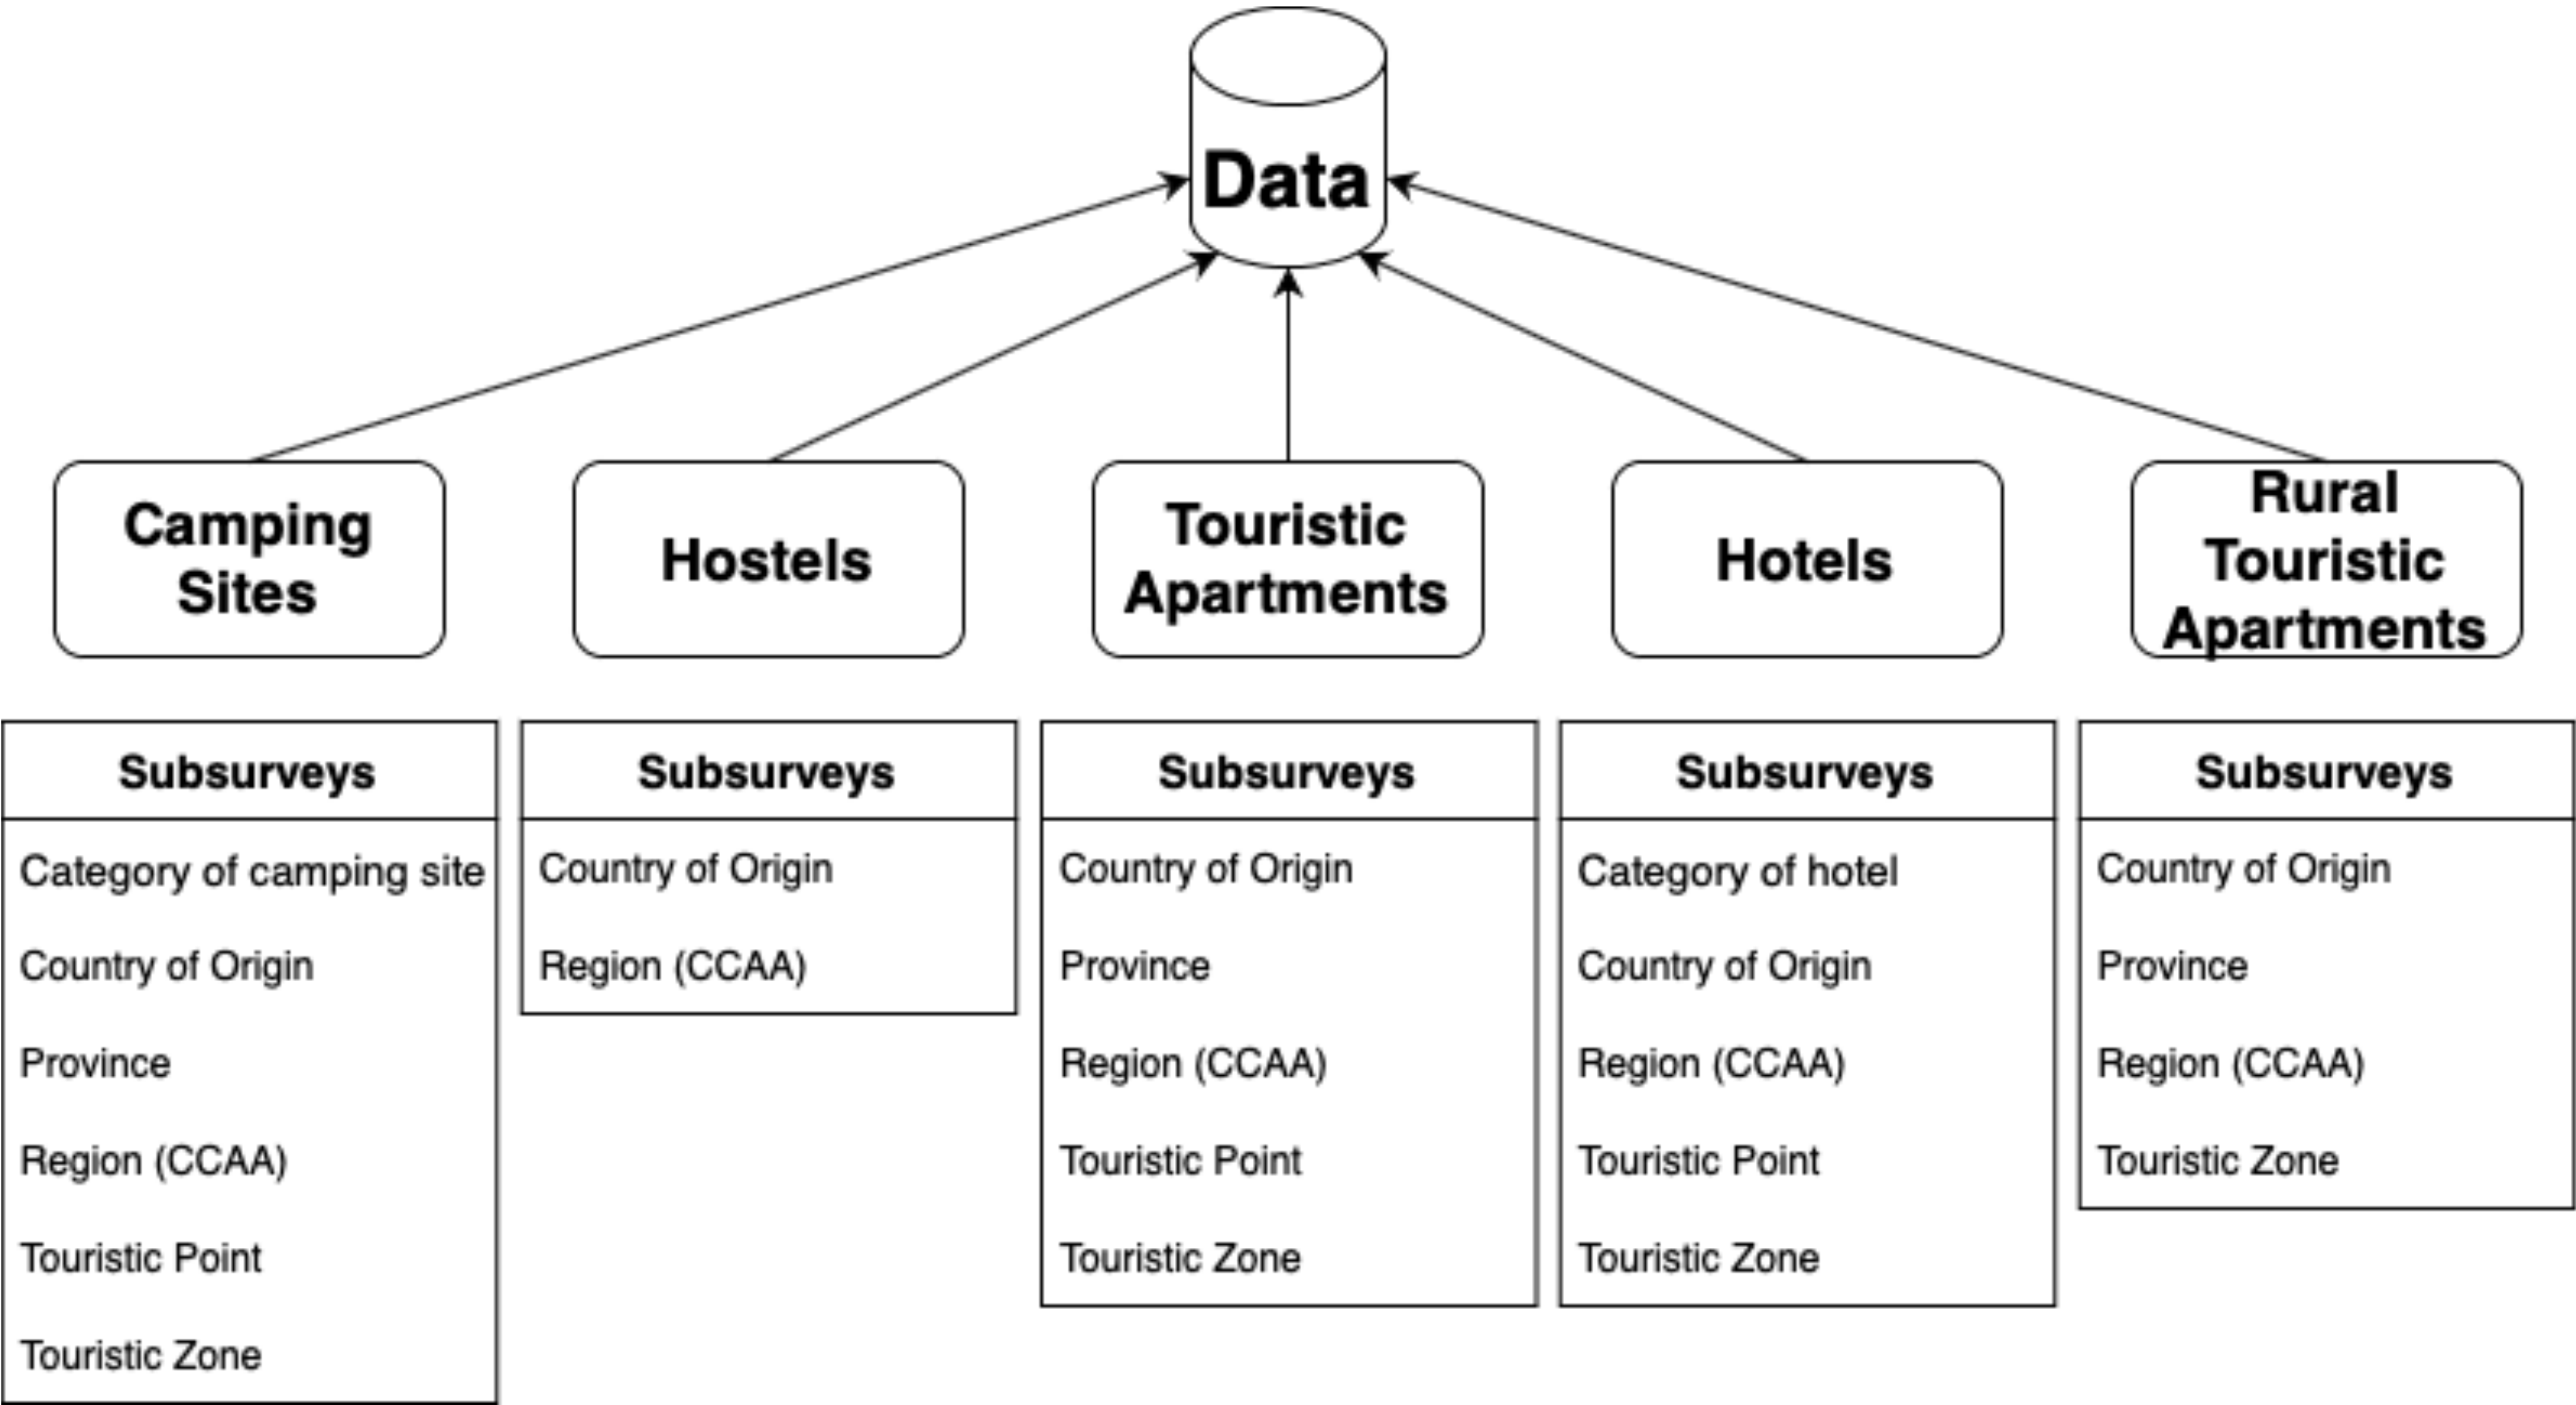 Data
Camping
Sites
Hostels
Touristic
Apartments
Hotels
Rural
Touristic
Apartments
Subsurveys
Category of camping site
Country of Origin
Province
Region (CCAA)
Touristic Point
Touristic Zone
Subsurveys
Country of Origin
Region (CCAA)
Subsurveys
Country of Origin
Province
Region (CCAA)
Touristic Point
Touristic Zone
Subsurveys
Category of hotel
Country of Origin
Region (CCAA)
Touristic Point
Touristic Zone
Subsurveys
Country of Origin
Province
Region (CCAA)
Touristic Zone